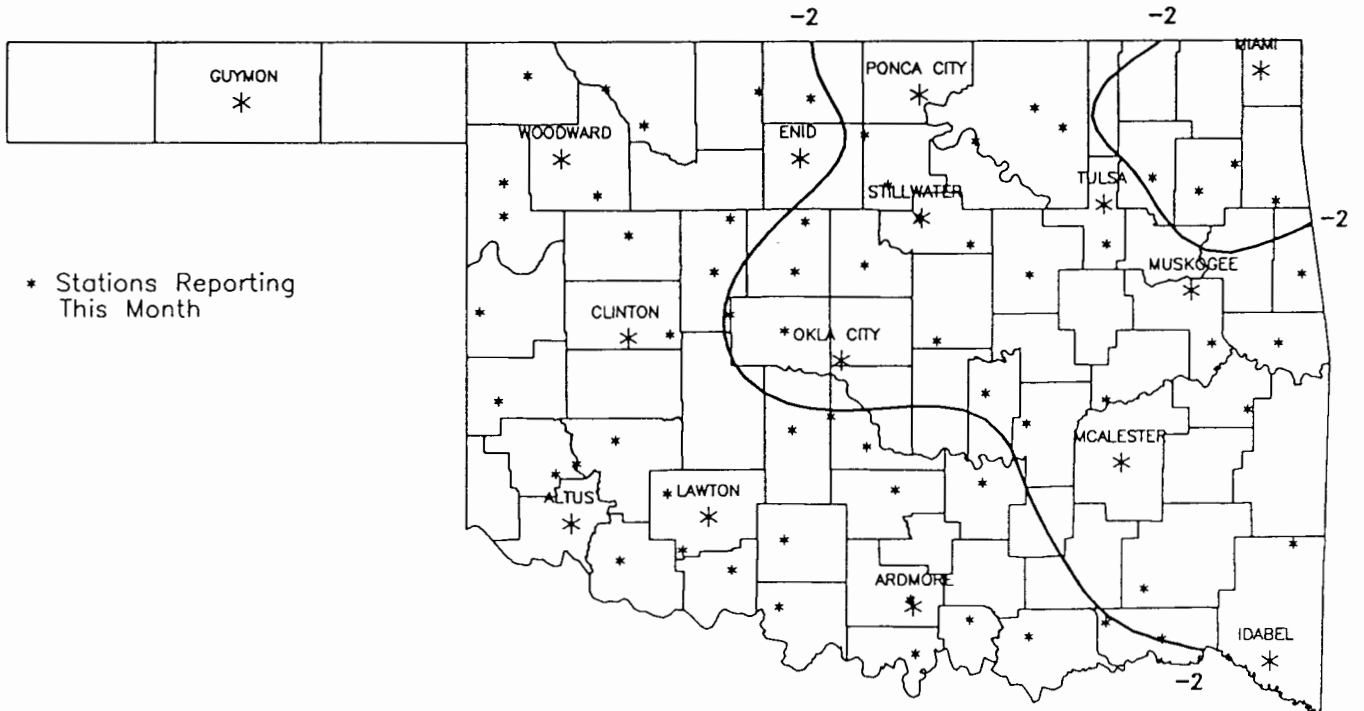 -2 -2
MIAMI
GUYMON PONCA CITY
WOODWARD ENID
STILLWATER TULSA
-2
MUSKOGEE
* Stations Reporting
This Month
CLINTON
OKLA CITY
MCALESTER
ALTUS LAWTON
ARDMORE
IDABEL
-2